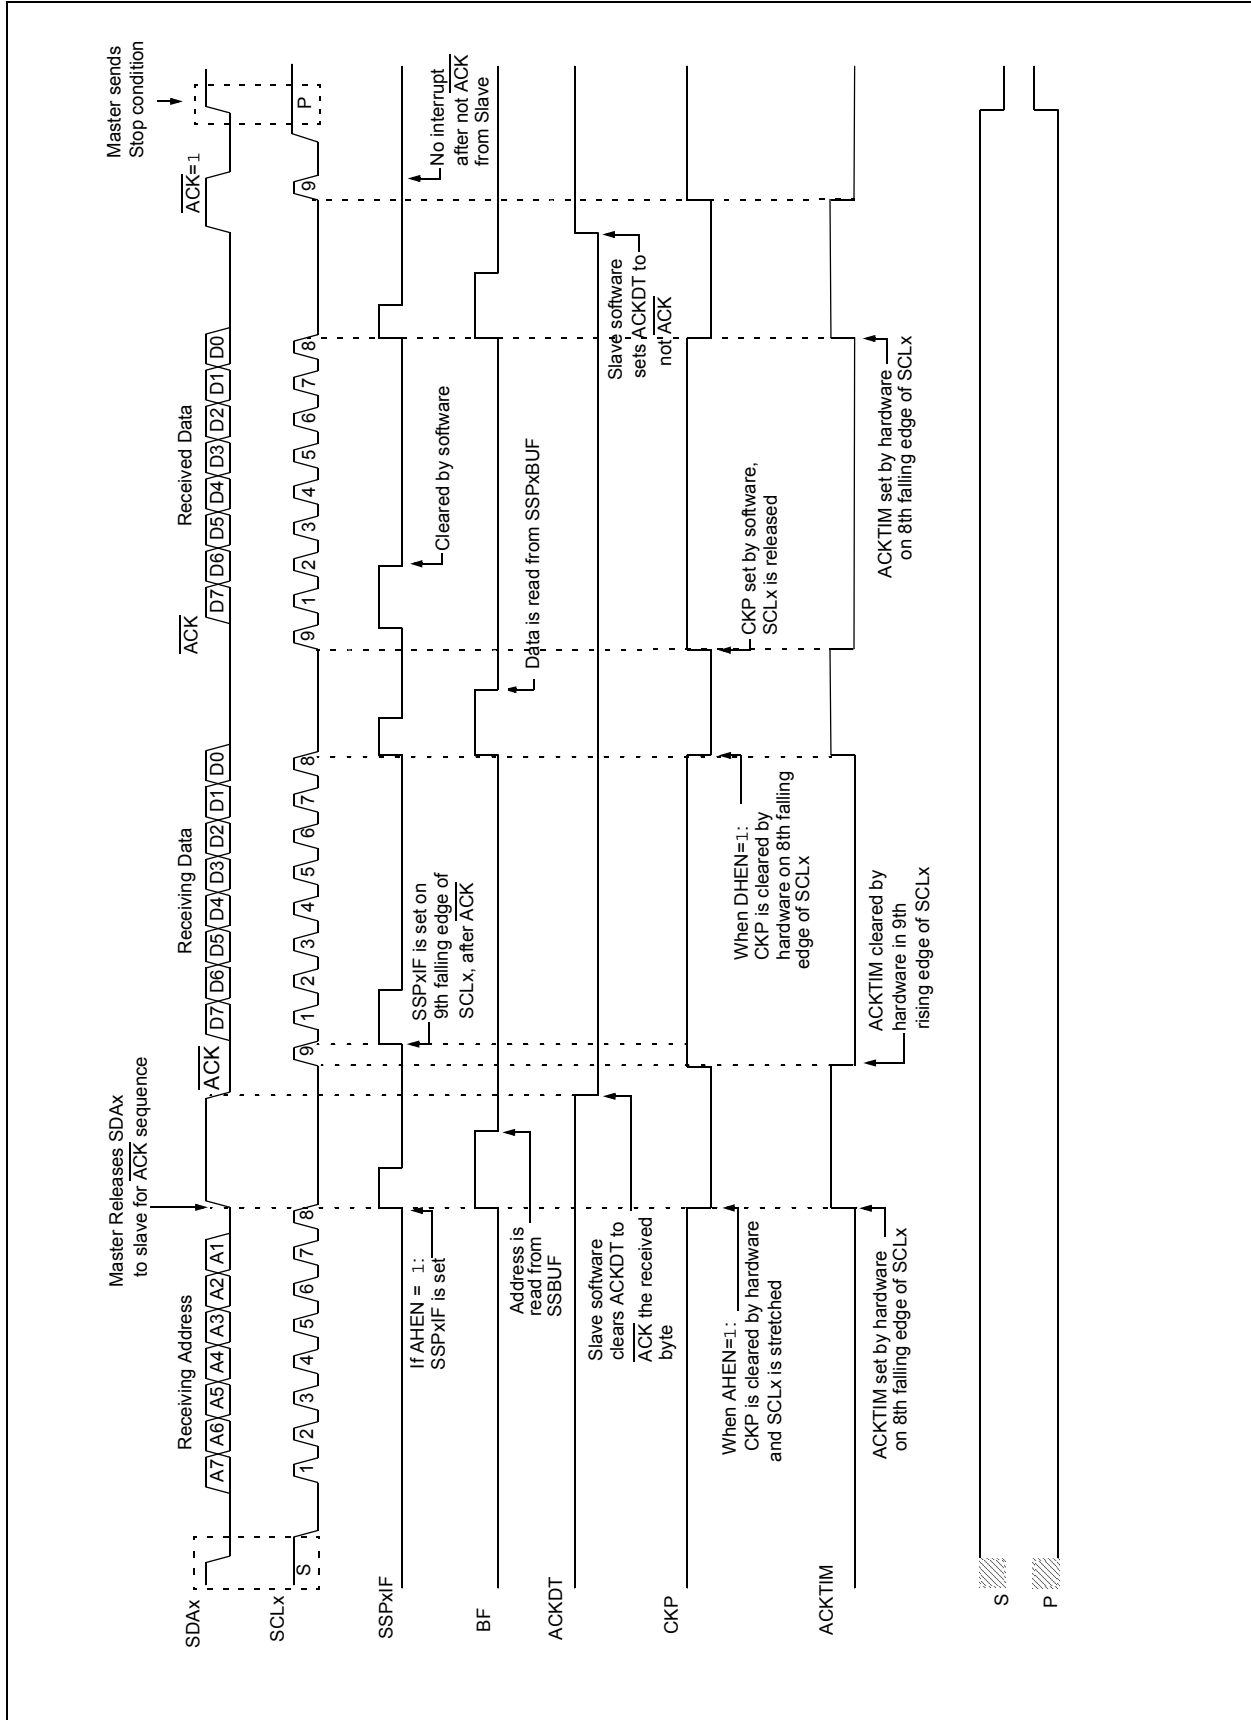 Master Releases SDAx
to slave for ACK sequence
Master sends
Stop condition
Receiving Address
Receiving Data
Received Data
ACK
ACK
ACK=1
SDAx
A7 A6 A5 A4 A3 A2 A1
D7 D6 D5 D4 D3 D2 D1 D0
D7 D6 D5 D4 D3 D2 D1 D0
SCLx
S
1 2 3 4 5 6 7 8 9
1 2 3 4 5 6 7 8 9
1 2 3 4 5 6 7 8 9
P
SSPxIF
If AHEN = 1:
SSPxIF is set
SSPxIF is set on
9th falling edge of
SCLx, after ACK
Cleared by software
No interrupt
after not ACK
from Slave
BF
Address is
read from
SSBUF
Data is read from SSPxBUF
ACKDT
Slave software
clears ACKDT to
ACK the received
byte
Slave software
sets ACKDT to
not ACK
CKP
When AHEN=1:
CKP is cleared by hardware
and SCLx is stretched
When DHEN=1:
CKP is cleared by
hardware on 8th falling
edge of SCLx
CKP set by software,
SCLx is released
ACKTIM
ACKTIM set by hardware
on 8th falling edge of SCLx
ACKTIM cleared by
hardware in 9th
rising edge of SCLx
ACKTIM set by hardware
on 8th falling edge of SCLx
S
P